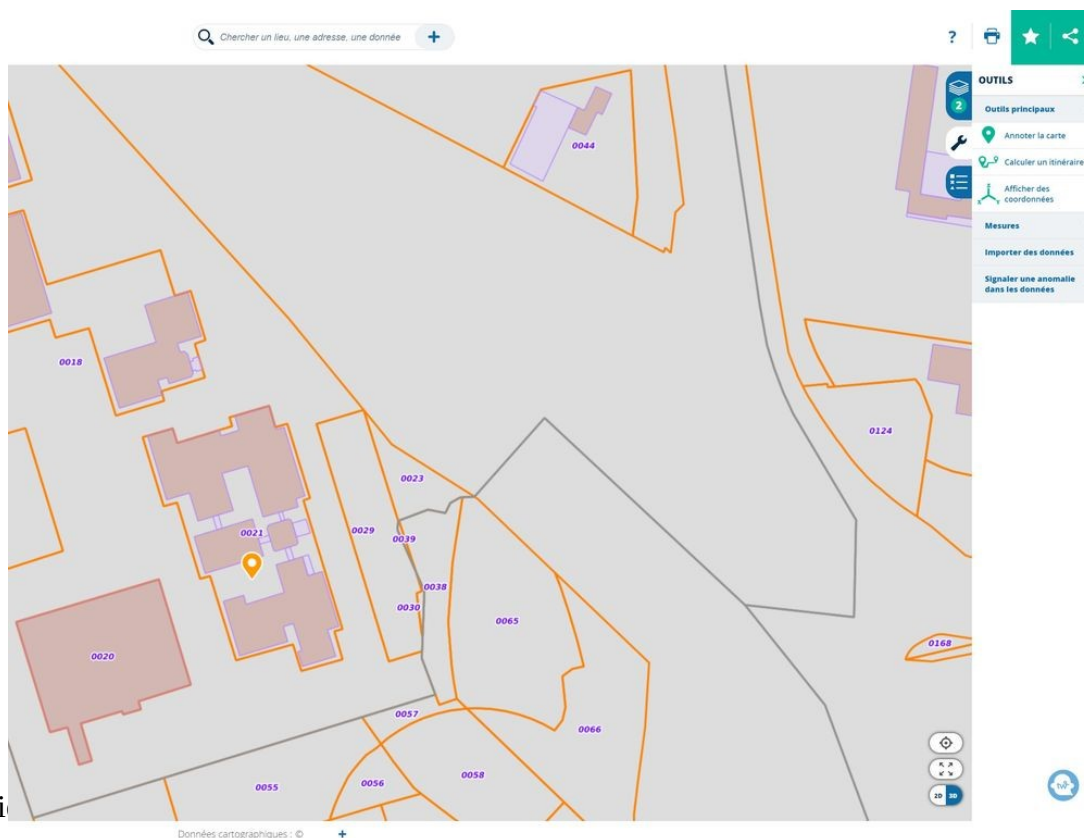 Chercher un lieu, une adresse, une donnée
+
?
OUTILS
2
Outils principaux
Annoter la carte
Calculer un itinéraire
Afficher des
coordonnées
Mesures
Importer des données
Signaler une anomalie
dans les données
0044
0018
0124
0023
0021
0029
0039
0038
0030
0065
0168
0020
0057
0066
0058
0056
0055
2D 3D
Données cartographiques : © +